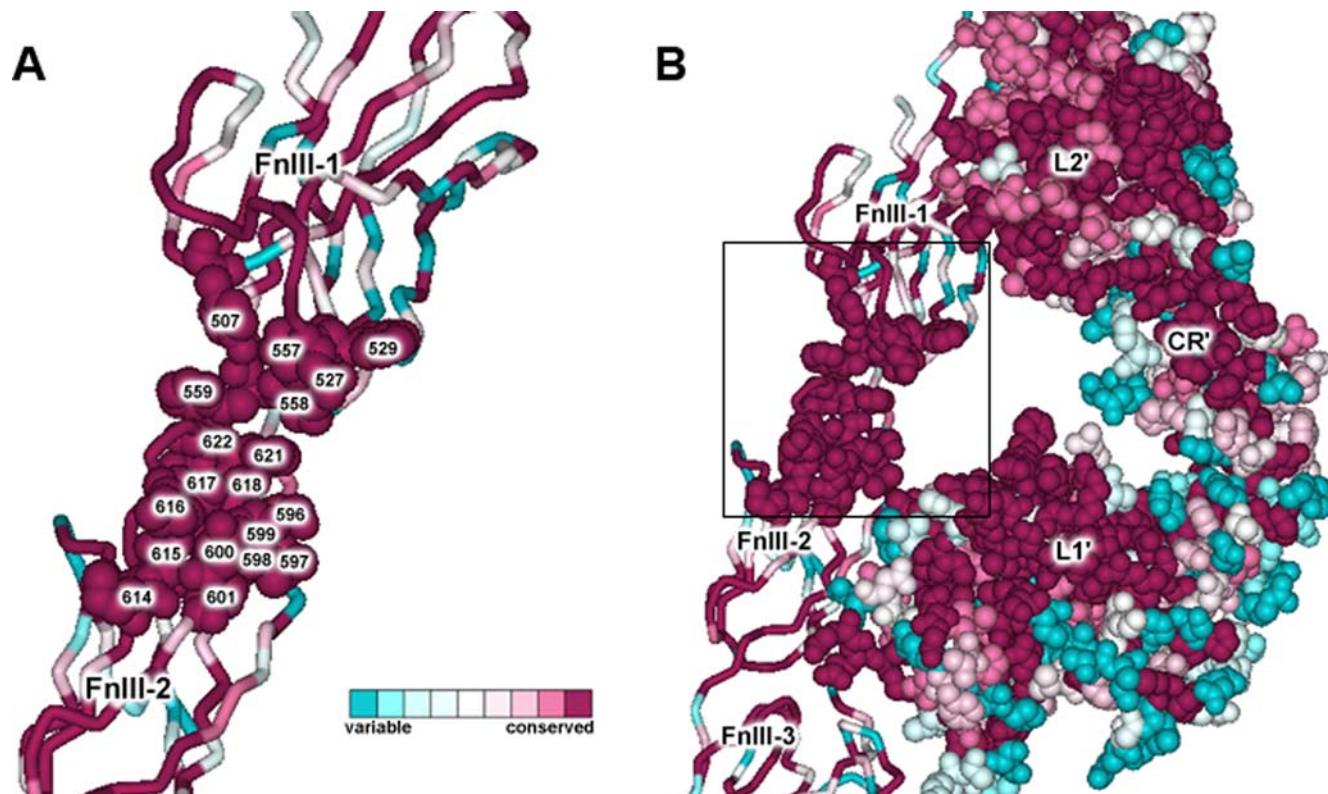 A
FnIII-1
507
557
529
527
559
558
622
621
617
618
616
596
599
615
600
598
597
614
601
FnIII-2
variable
conserved
B
L2'
FnIII-1
CR'
FnIII-2
L1'
FnIII-3